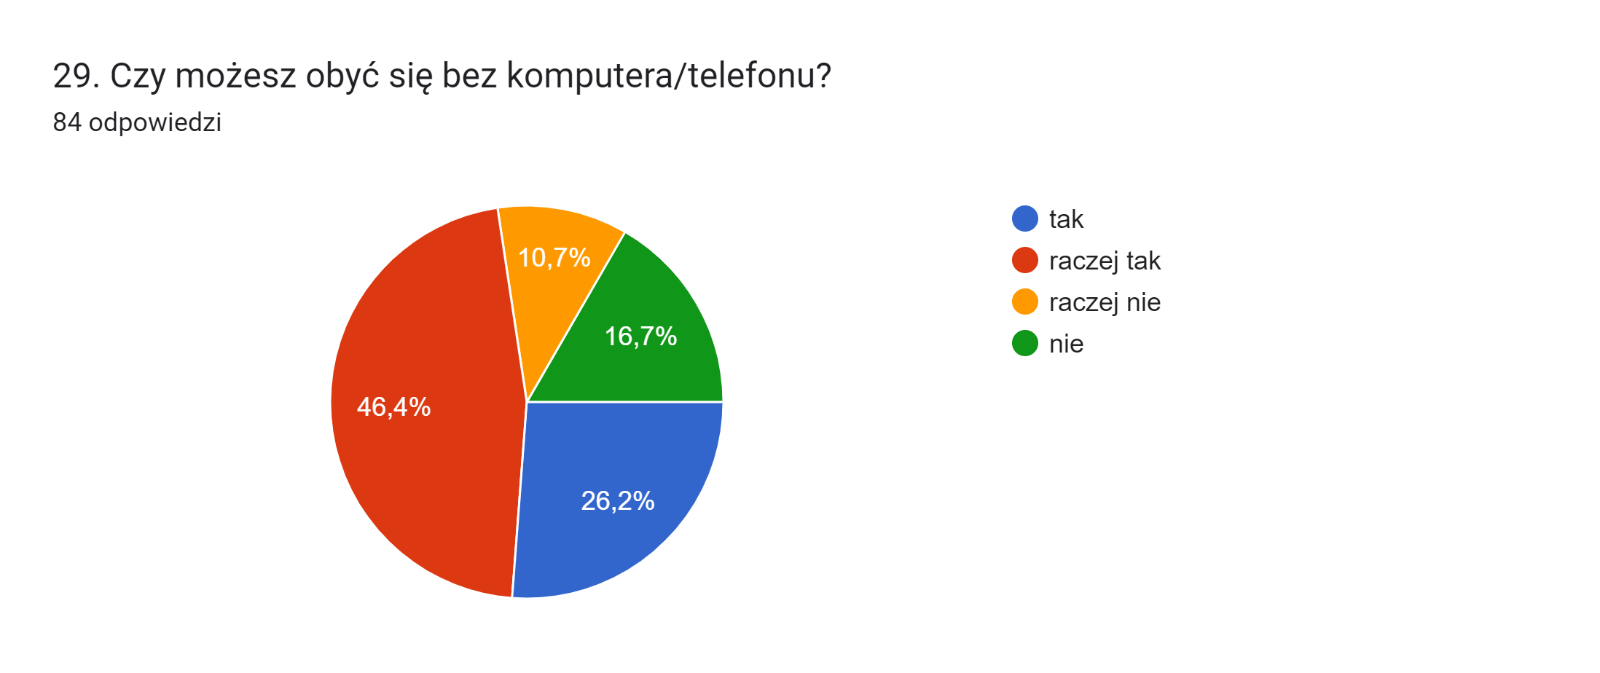 29. Czy możesz obyć się bez komputera/telefonu?
84 odpowiedzi
10,7%
16,7%
46,4%
26,2%
tak
raczej tak
raczej nie
nie